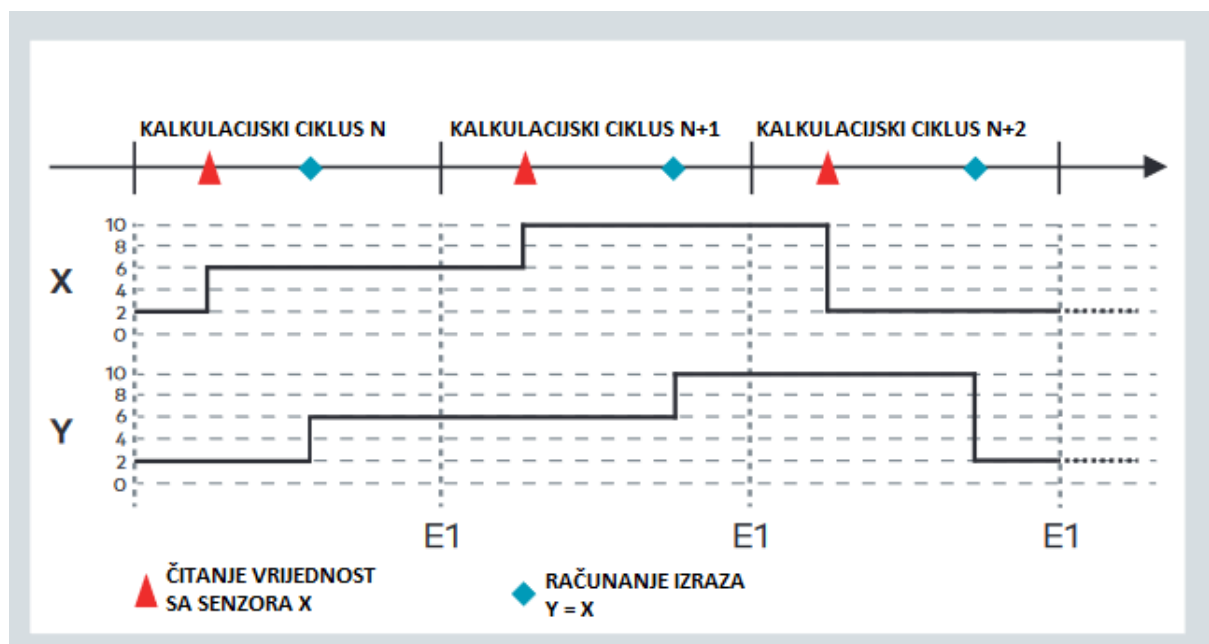 KALKULACIJSKI CIKLUS N
KALKULACIJSKI CIKLUS N+1
KALKULACIJSKI CIKLUS N+2
X
10
8
6
4
2
0
Y
10
8
6
4
2
0
E1
E1
E1
ČITANJE VRIJEDNOST
SA SENZORA X
RAČUNANJE IZRAZA
Y = X